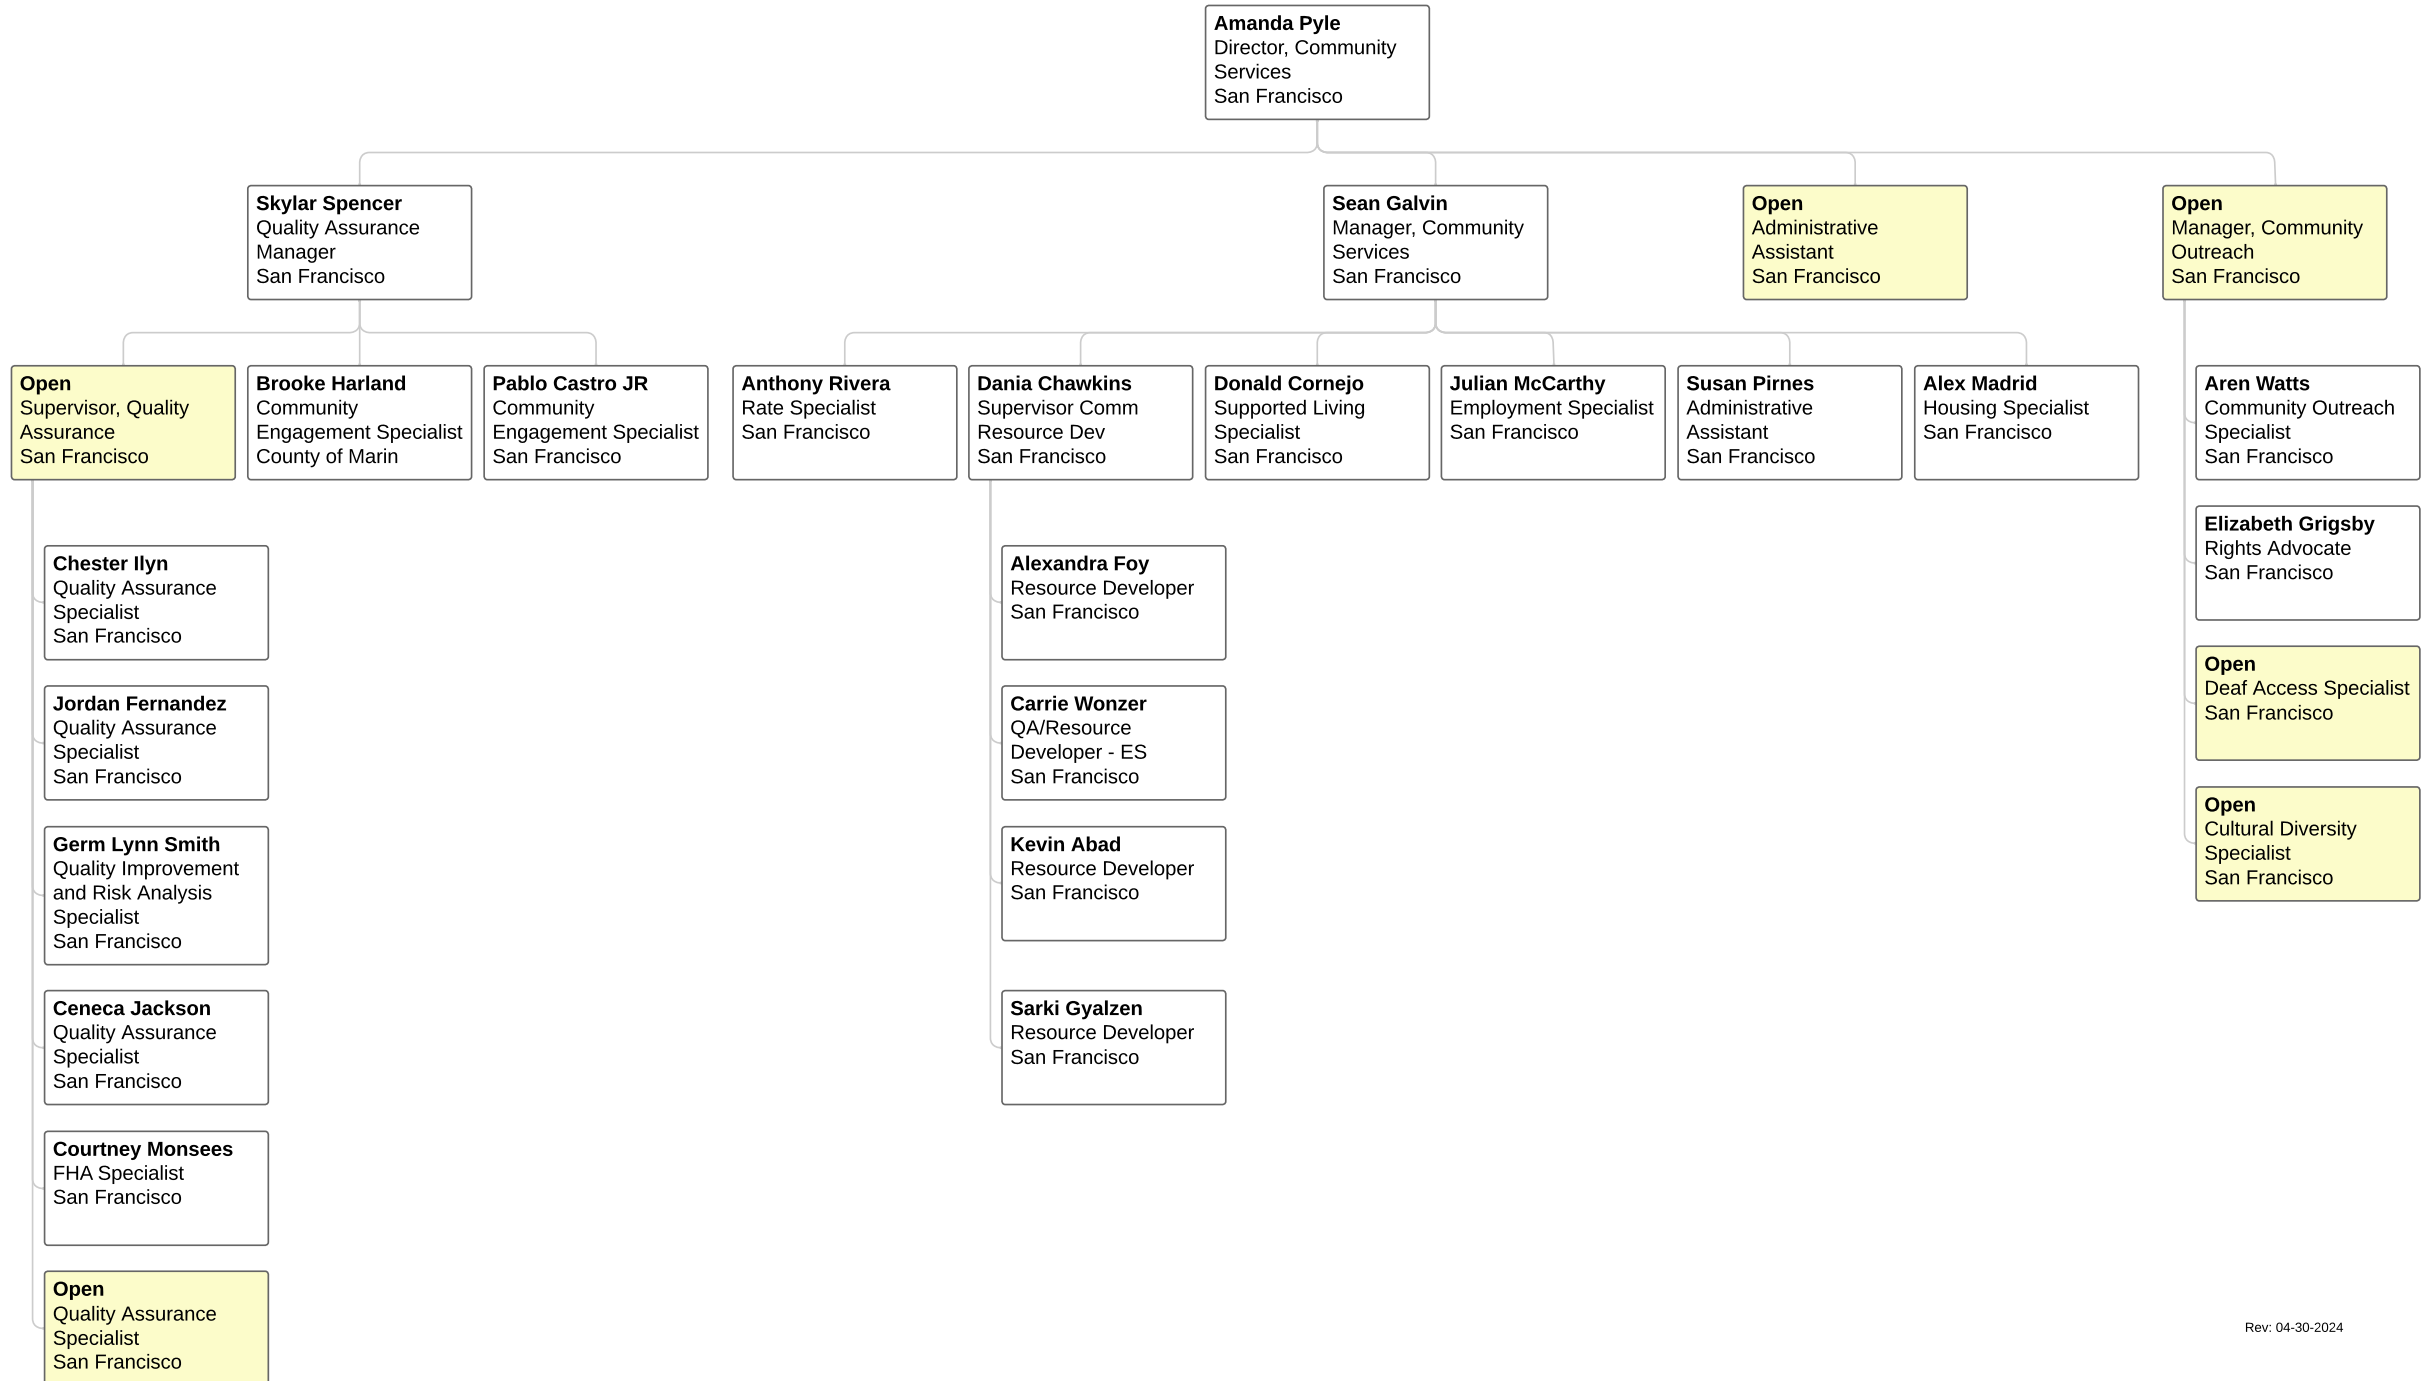 Amanda Pyle
Director, Community
Services
San Francisco
Skylar Spencer
Quality Assurance
Manager
San Francisco
Sean Galvin
Manager, Community
Services
San Francisco
Open
Administrative
Assistant
San Francisco
Open
Manager, Community
Outreach
San Francisco
Open
Supervisor, Quality
Assurance
San Francisco
Brooke Harland
Community
Engagement Specialist
County of Marin
Pablo Castro JR
Community
Engagement Specialist
San Francisco
Anthony Rivera
Rate Specialist
San Francisco
Dania Chawkins
Supervisor Comm
Resource Dev
San Francisco
Donald Cornejo
Supported Living
Specialist
San Francisco
Julian McCarthy
Employment Specialist
San Francisco
Susan Pirnes
Administrative
Assistant
San Francisco
Alex Madrid
Housing Specialist
San Francisco
Aren Watts
Community Outreach
Specialist
San Francisco
Chester Ilyn
Quality Assurance
Specialist
San Francisco
Jordan Fernandez
Quality Assurance
Specialist
San Francisco
Germ Lynn Smith
Quality Improvement
and Risk Analysis
Specialist
San Francisco
Ceneca Jackson
Quality Assurance
Specialist
San Francisco
Courtney Monsees
FHA Specialist
San Francisco
Open
Quality Assurance
Specialist
San Francisco
Alexandra Foy
Resource Developer
San Francisco
Carrie Wonzer
QA/Resource
Developer - ES
San Francisco
Kevin Abad
Resource Developer
San Francisco
Sarki Gyalzen
Resource Developer
San Francisco
Elizabeth Grigsby
Rights Advocate
San Francisco
Open
Deaf Access Specialist
San Francisco
Open
Cultural Diversity
Specialist
San Francisco
Rev: 04-30-2024